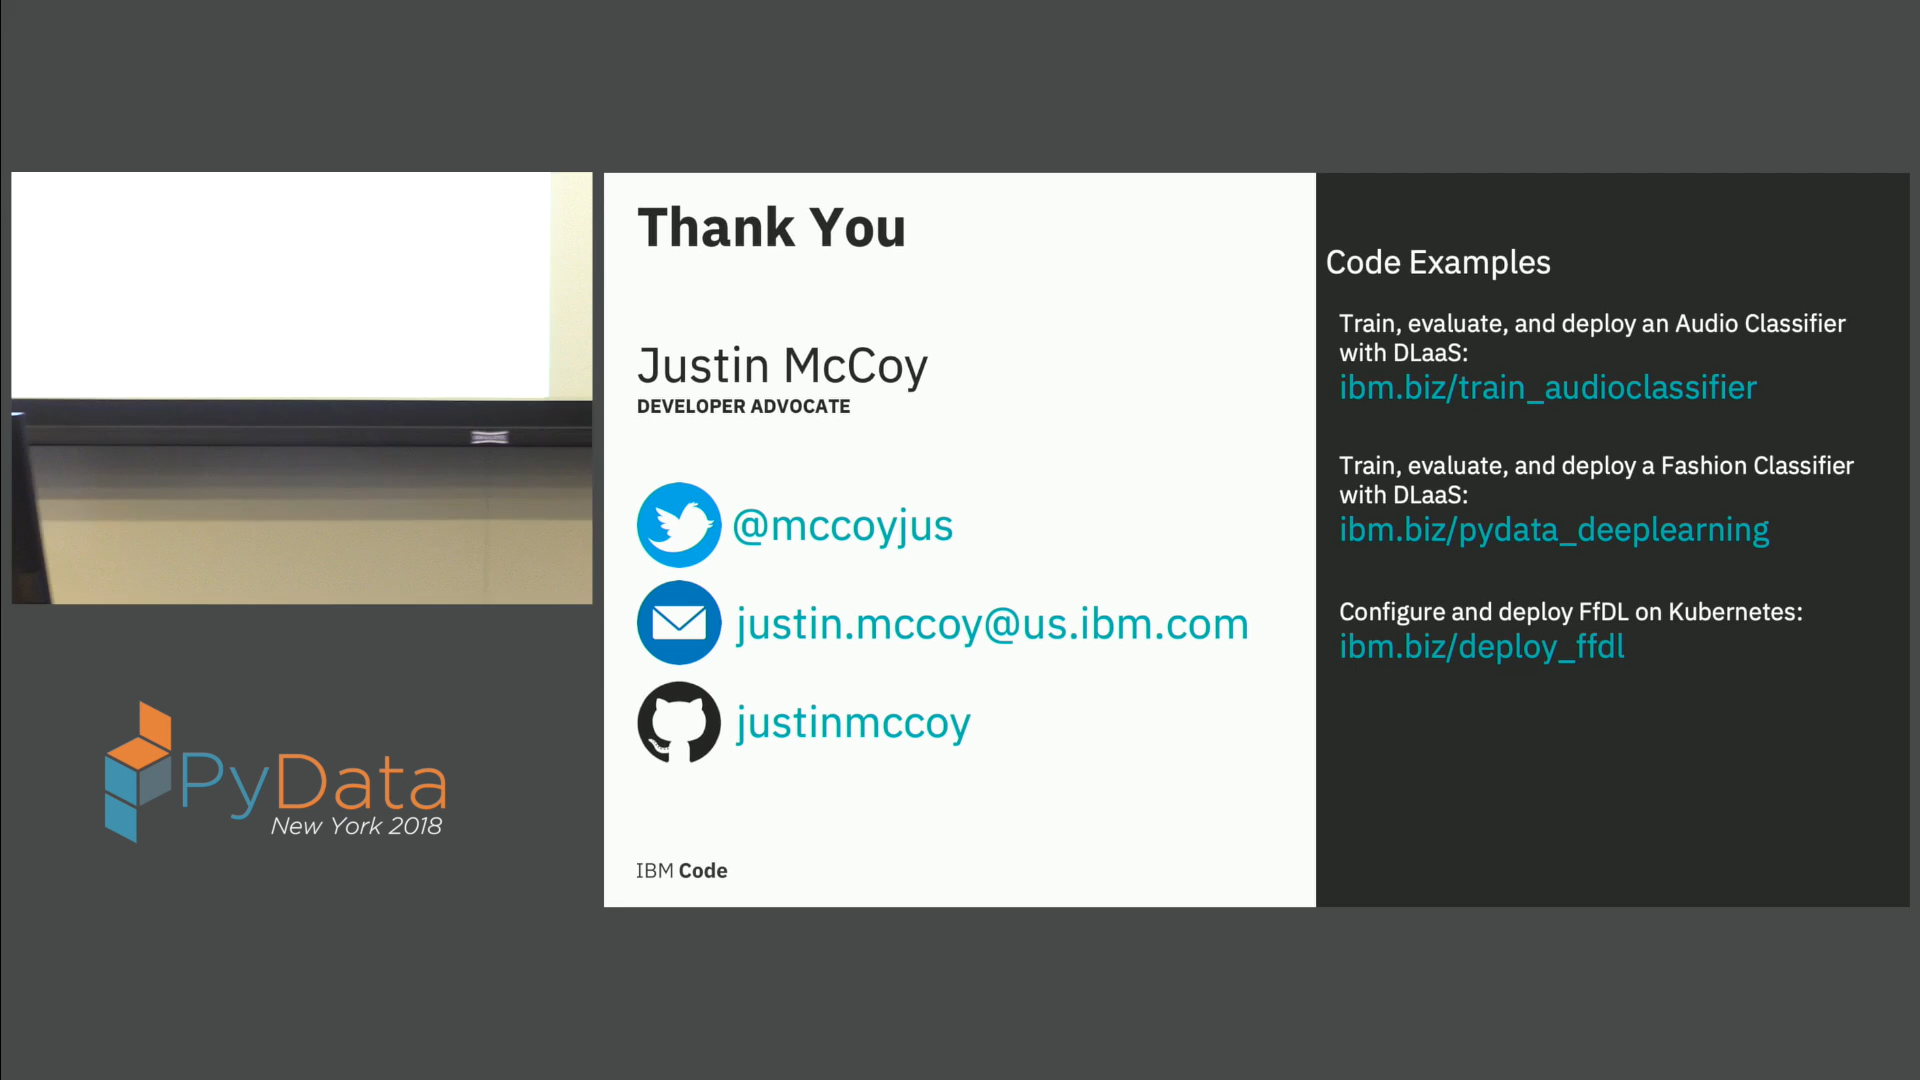 Thank You
Justin McCoy
DEVELOPER ADVOCATE
@mccoyjus
justin.mccoy@us.ibm.com
justinmccoy
IBM Code
Code Examples
Train, evaluate, and deploy an Audio Classifier
with DLaaS:
ibm.biz/train_audioclassifier
Train, evaluate, and deploy a Fashion Classifier
with DLaaS:
ibm.biz/pydata_deeplearning
Configure and deploy FfDL on Kubernetes:
ibm.biz/deploy_ffdl
PyData
New York 2018